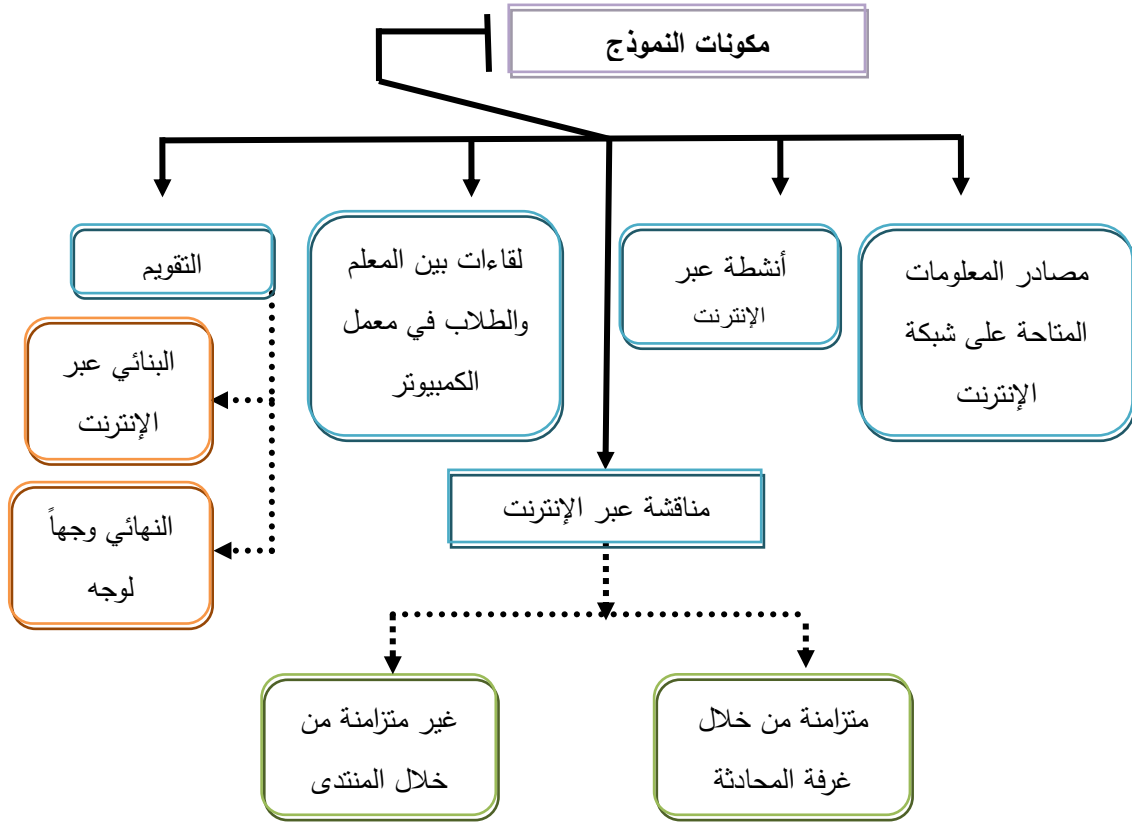 مكونات النموذج
مصادر المعلومات
المتاحة على شبكة
الإنترنت
أنشطة عبر
الإنترنت
لقاءات بين المعلم
والطلاب في معمل
الكمبيوتر
التقويم
البنائي عبر
الإنترنت
النهائي وجهاً
لوجه
مناقشة عبر الإنترنت
متزامنة من خلال
غرفة المحادثة
غير متزامنة من
خلال المنتدى